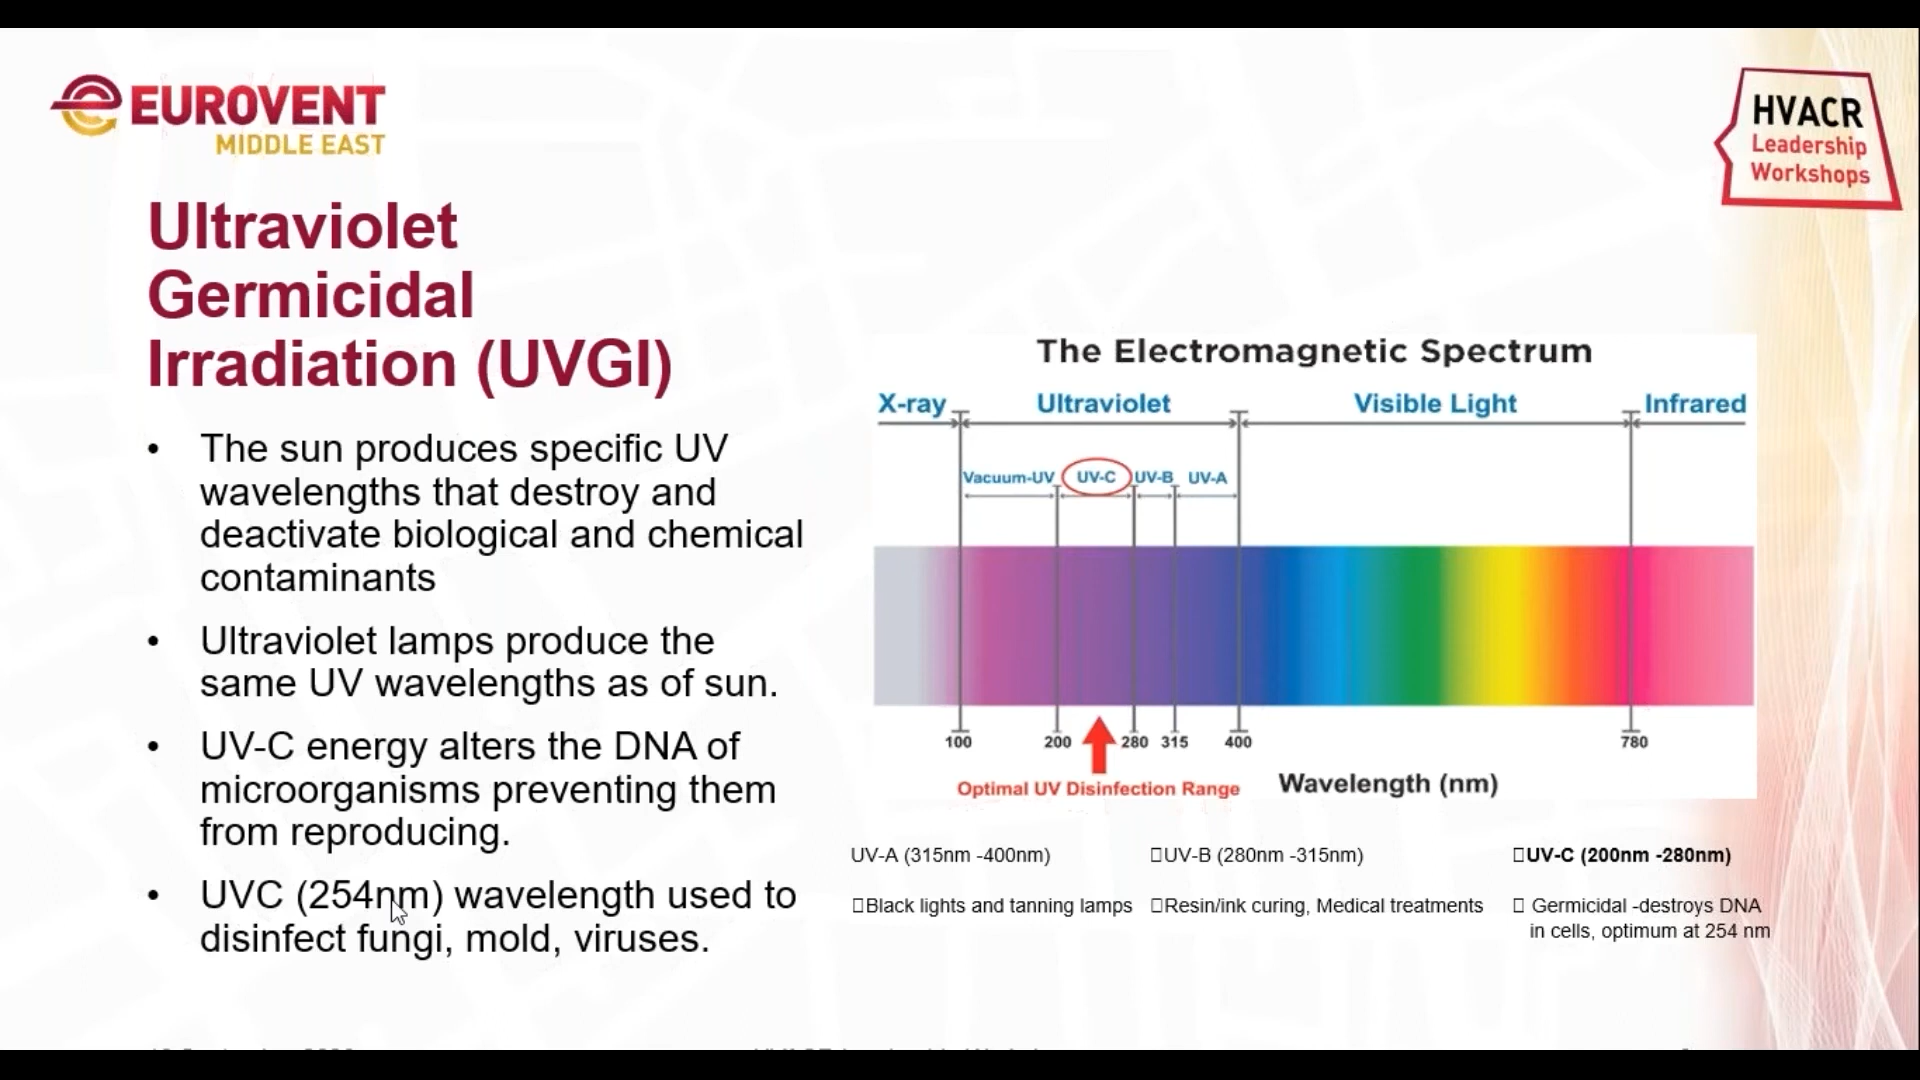 EUROVENT
MIDDLE EAST
HVACR
Leadership
Workshops
Ultraviolet
Germicidal
Irradiation (UVGI)
• The sun produces specific UV
wavelengths that destroy and
deactivate biological and chemical
contaminants
• Ultraviolet lamps produce the
same UV wavelengths as of sun.
• UV-C energy alters the DNA of
microorganisms preventing them
from reproducing.
• UVC (254nm) wavelength used to
disinfect fungi, mold, viruses.
The Electromagnetic Spectrum
X-ray Ultraviolet Visible Light Infrared
Vacuum-UV UV-C UV-B UV-A
100 200 280 315 400 780
Optimal UV Disinfection Range Wavelength (nm)
UV-A (315nm -400nm) UV-B (280nm -315nm) UV-C (200nm -280nm)
Black lights and tanning lamps Resin/ink curing, Medical treatments Germicidal -destroys DNA
in cells, optimum at 254 nm